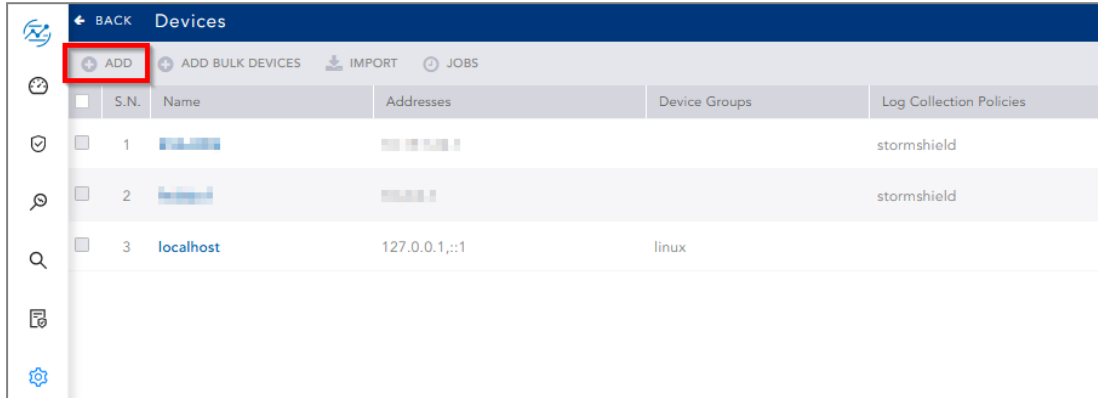 BACK Devices
ADD ADD BULK DEVICES IMPORT JOBS
S.N. Name Addresses Device Groups Log Collection Policies
1 stormshield
2 stormshield
3 localhost 127.0.0.1,::1 linux